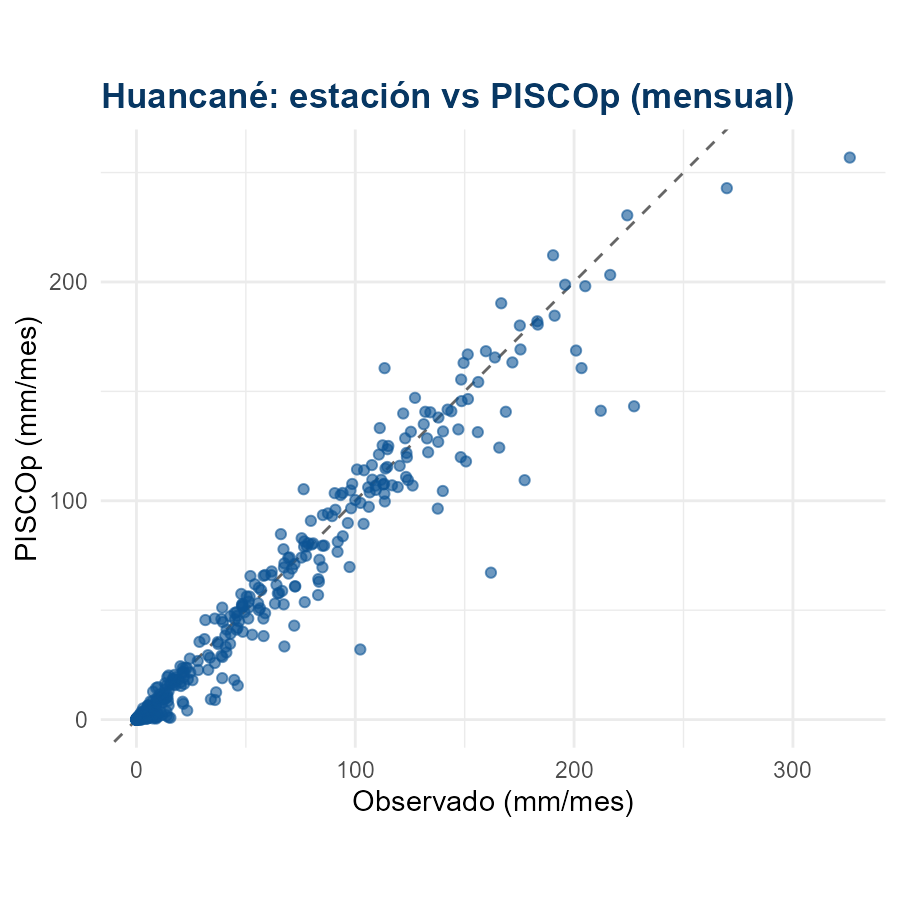 Huancané: estación vs PISCOp (mensual)
PISCOp (mm/mes)
200
100
0
0 100 200 300
Observado (mm/mes)